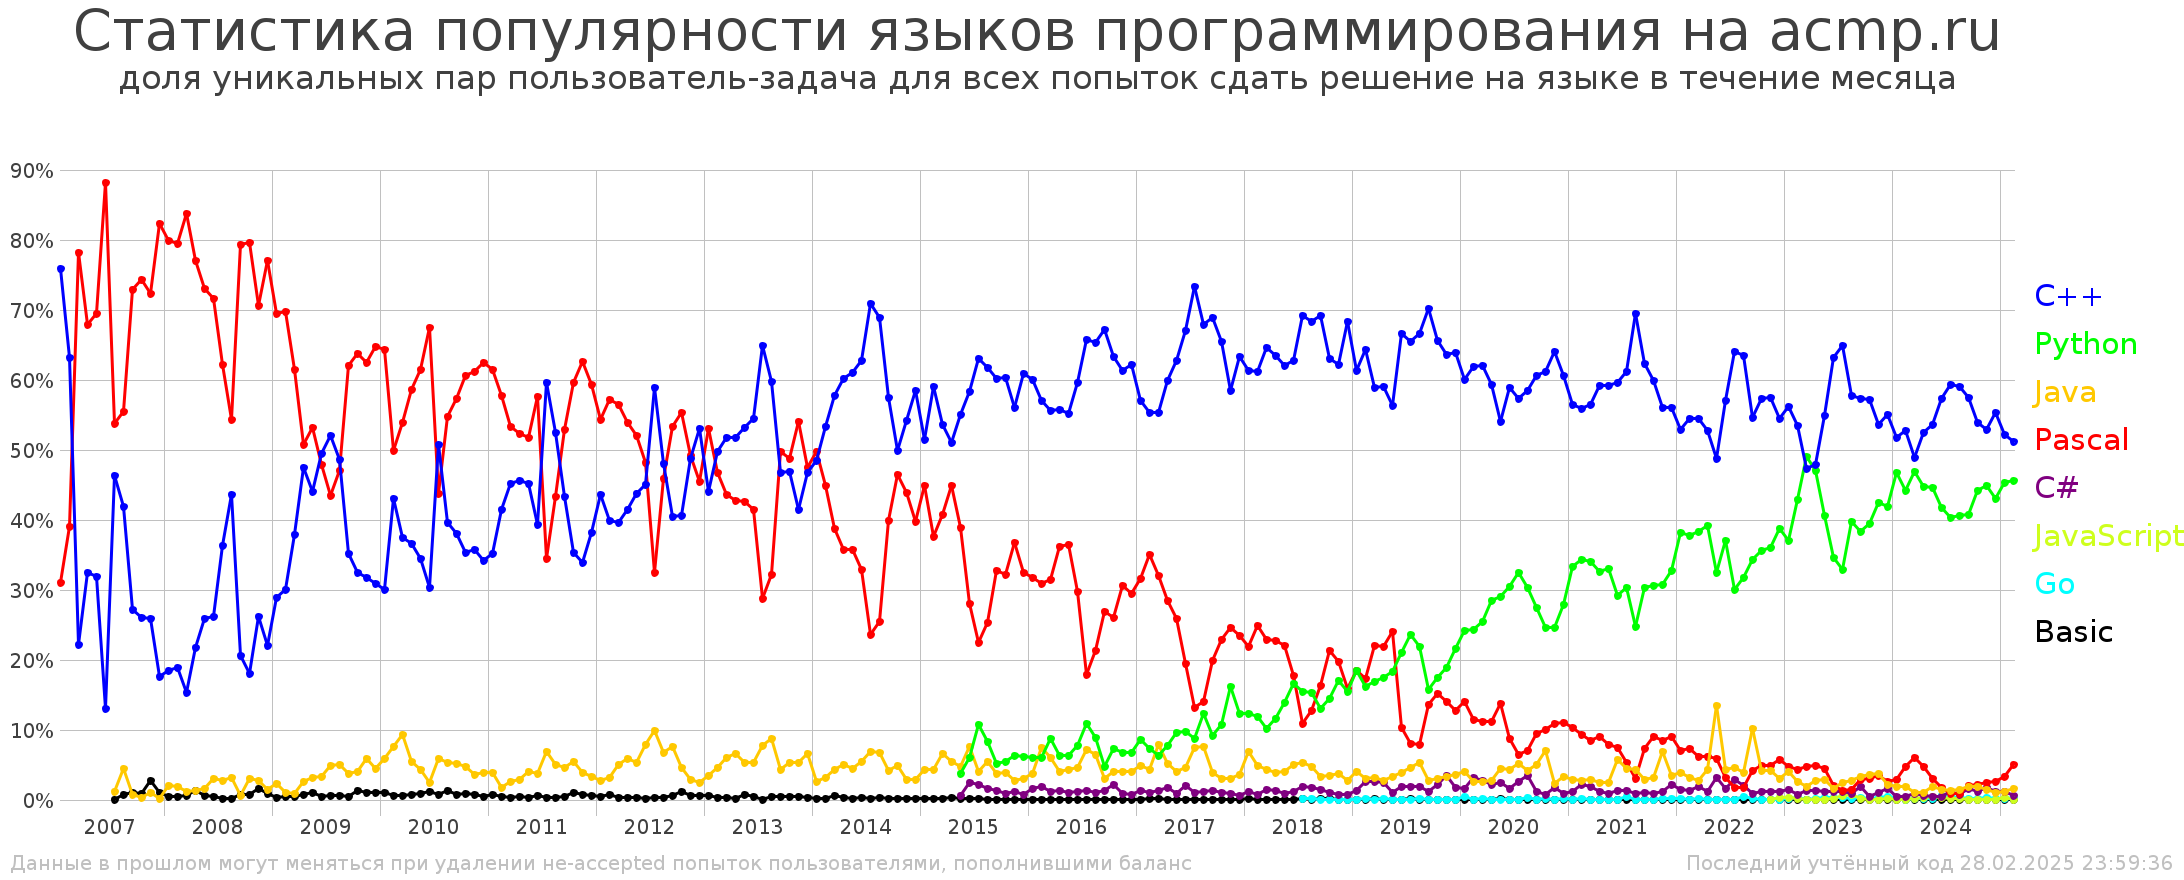 Статистика популярности языков программирования на acmp.ru
доля уникальных пар пользователь-задача для всех попыток сдать решение на языке в течение месяца
90%
80%
70%
60%
50%
40%
30%
20%
10%
0%
C++
Python
Java
Pascal
C#
JavaScript
Go
Basic
2007 2008 2009 2010 2011 2012 2013 2014 2015 2016 2017 2018 2019 2020 2021 2022 2023 2024
Данные в прошлом могут меняться при удалении не-accepted попыток пользователями, пополнившими баланс
Последний учтённый код 28.02.2025 23:59:36